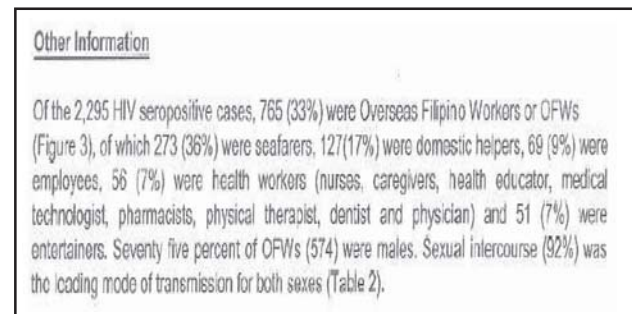 Other Information
Of the 2,295 HIV seropositive cases, 765 (33%) were Overseas Filipino Workers or OFWs
(Figure 3), of which 273 (36%) were seafarers, 127(17%) were domestic helpers, 69 (9%) were
employees, 56 (7%) were health workers (nurses, caregivers, health educator, medical
technologist, pharmacists, physical therapist, dentist and physician) and 51 (7%) were
entertainers. Seventy five percent of OFWs (574) were males. Sexual intercourse (92%) was
the leading mode of transmission for both sexes (Table 2).